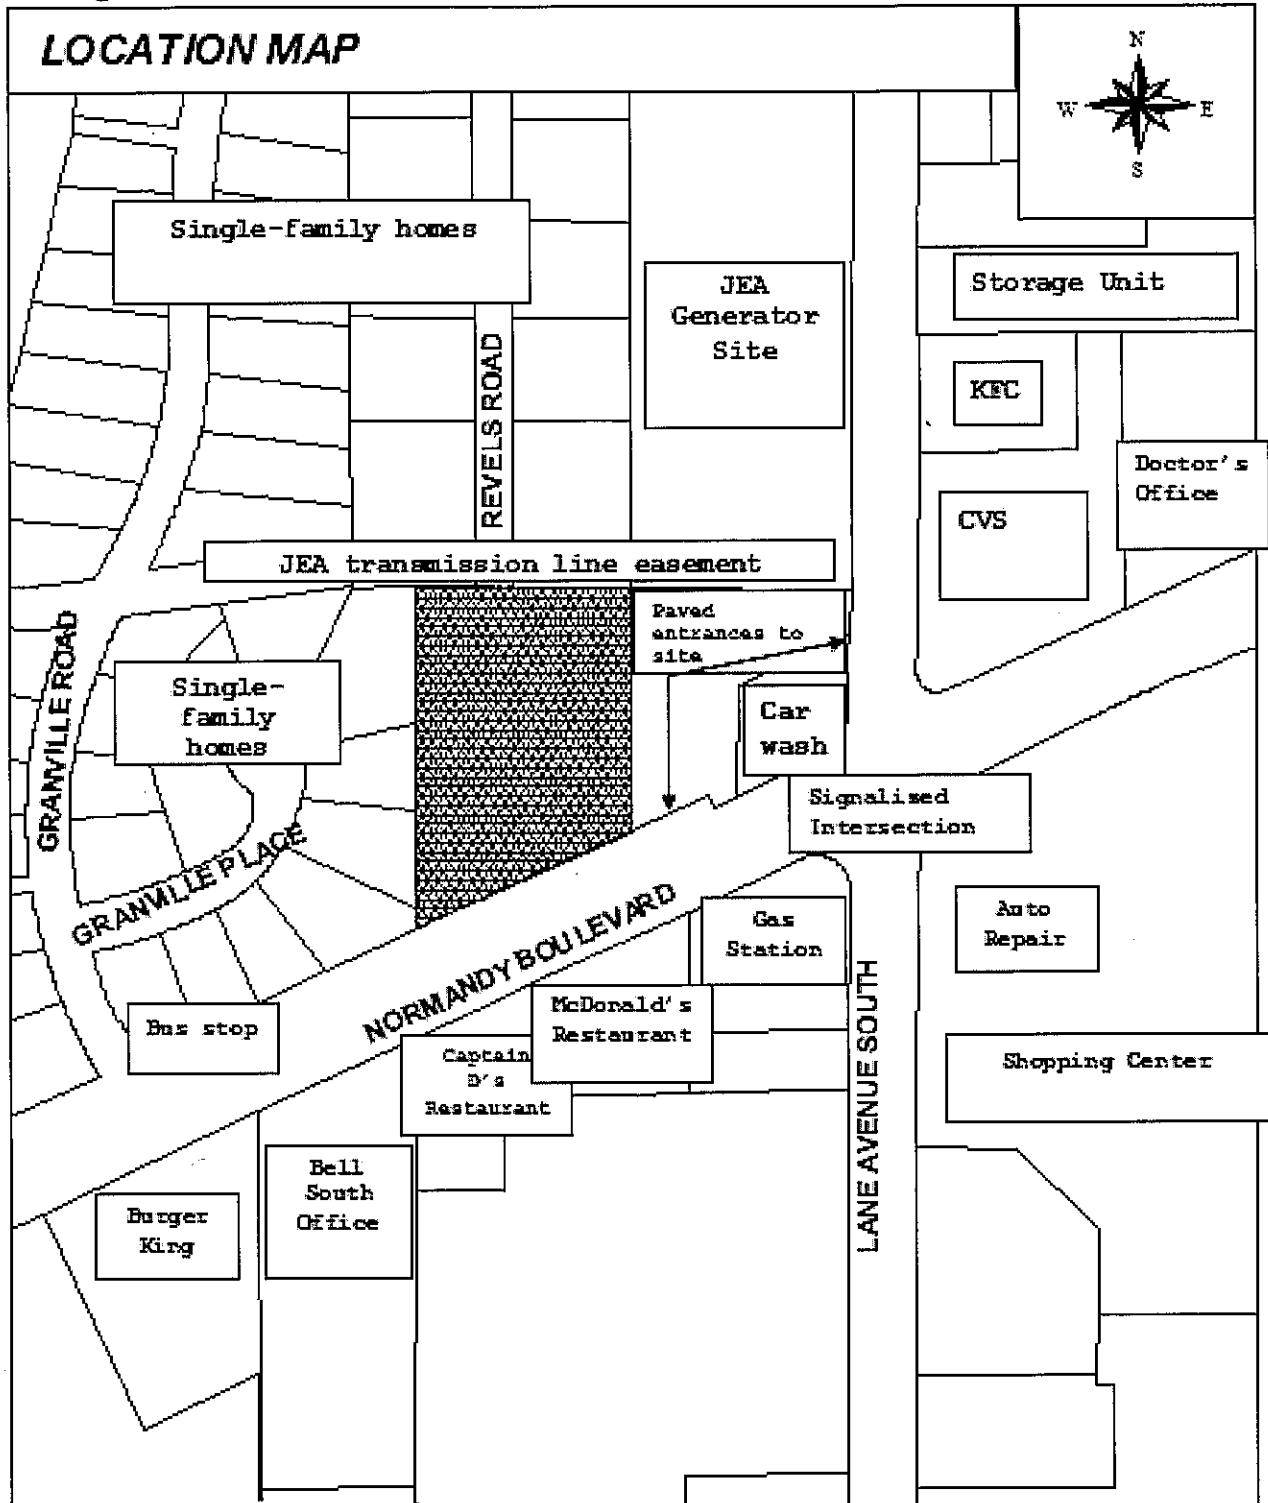 LOCATION MAP
N
W
E
S
Single-family homes
JEA
Generator
Site
Storage Unit
KFC
REVELS ROAD
Doctor's
Office
CVS
JEA transmission line easement
Paved
entrances to
site
GRANVILLE ROAD
Single-
family
homes
Car
wash
Signalized
Intersection
GRANVILLE PLACE
NORMANDY BOULEVARD
Gas
Station
Auto
Repair
Bus stop
McDonald's
Restaurant
Captain
D's
Restaurant
LANE AVENUE SOUTH
Shopping Center
Bell
South
Office
Burger
King